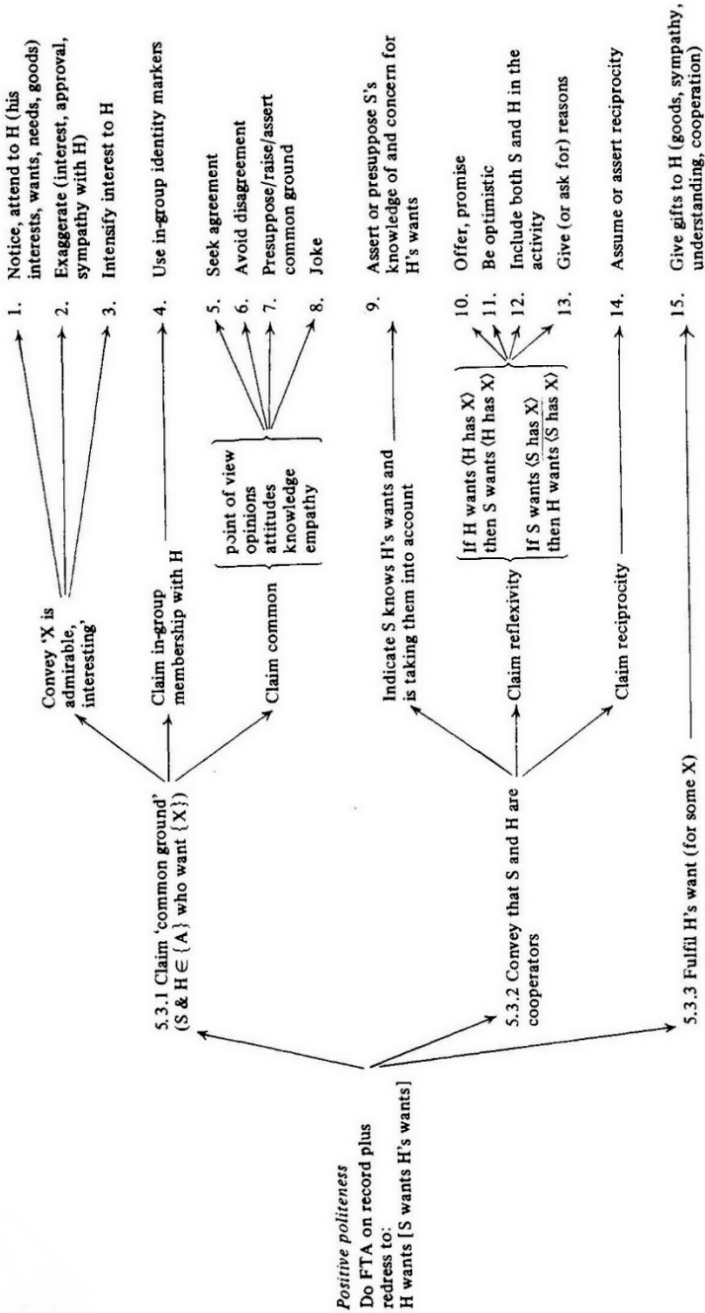 Positive politeness
Do FTA on record plus
redress to:
H wants [S wants H's wants]
5.3.1 Claim 'common ground'
(S & H ∈ {A} who want {X})
Convey 'X is
admirable,
interesting'
1. Notice, attend to H (his
interests, wants, needs, goods)
2. Exaggerate (interest, approval,
sympathy with H)
3. Intensify interest to H
Claim in-group
membership with H
4. Use in-group identity markers
Claim common
point of view
opinions
attitudes
knowledge
empathy
5. Seek agreement
6. Avoid disagreement
7. Presuppose/raise/assert
common ground
8. Joke
5.3.2 Convey that S and H are
cooperators
Indicate S knows H's wants and
is taking them into account
9. Assert or presuppose S's
knowledge of and concern for
H's wants
Claim reflexivity
If H wants ⟨H has X⟩
then S wants ⟨H has X⟩
If S wants ⟨S has X⟩
then H wants ⟨S has X⟩
10. Offer, promise
11. Be optimistic
12. Include both S and H in the
activity
13. Give (or ask for) reasons
Claim reciprocity
14. Assume or assert reciprocity
5.3.3 Fulfil H's want (for some X)
15. Give gifts to H (goods, sympathy,
understanding, cooperation)